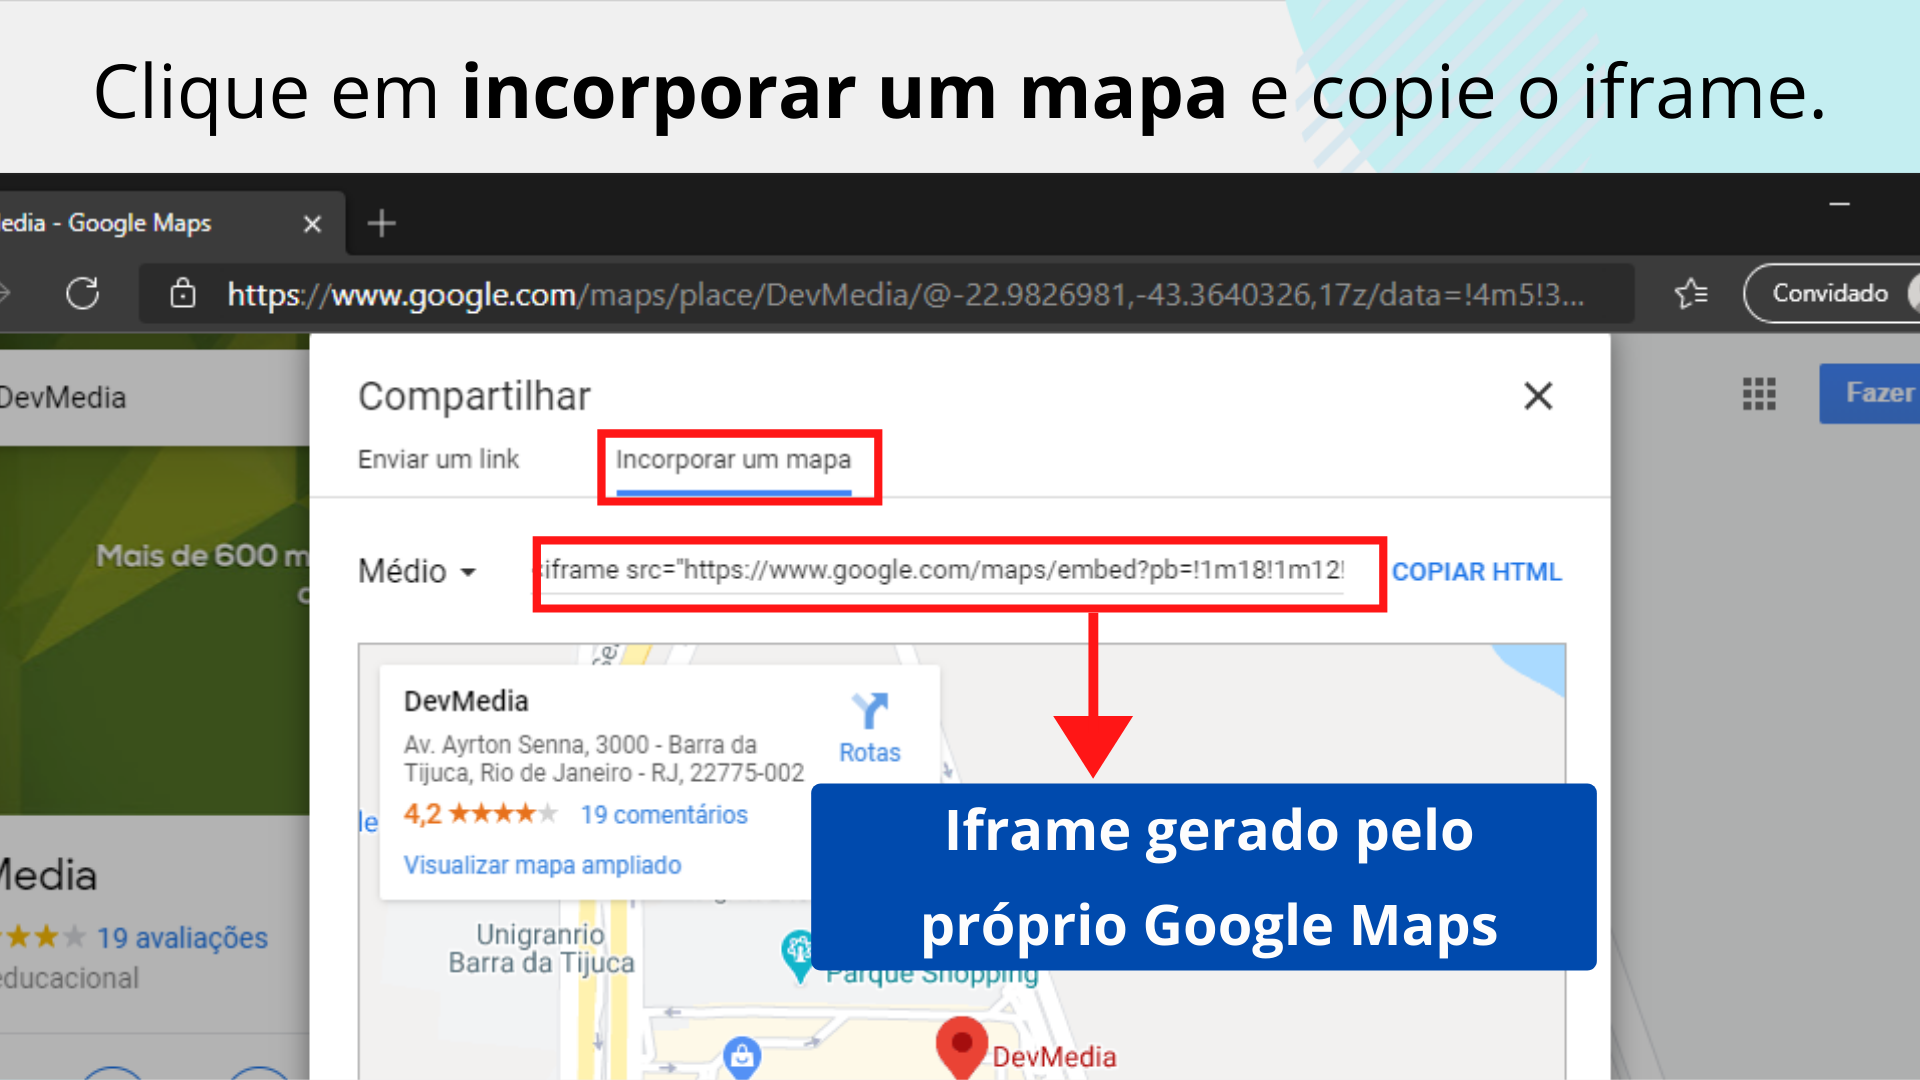 Clique em incorporar um mapa e copie o iframe.
edia - Google Maps
https://www.google.com/maps/place/DevMedia/@-22.9826981,-43.3640326,17z/data=!4m5!3...
Convidado
DevMedia
Fazer
Compartilhar
Enviar um link
Incorporar um mapa
Mais de 600 m
Médio
iframe src="https://www.google.com/maps/embed?pb=!1m18!1m12!
COPIAR HTML
DevMedia
Av. Ayrton Senna, 3000 - Barra da
Tijuca, Rio de Janeiro - RJ, 22775-002
Rotas
4,2
19 comentários
Visualizar mapa ampliado
le
Iframe gerado pelo
próprio Google Maps
Media
19 avaliações
educacional
Unigranrio
Barra da Tijuca
Parque Shopping
DevMedia